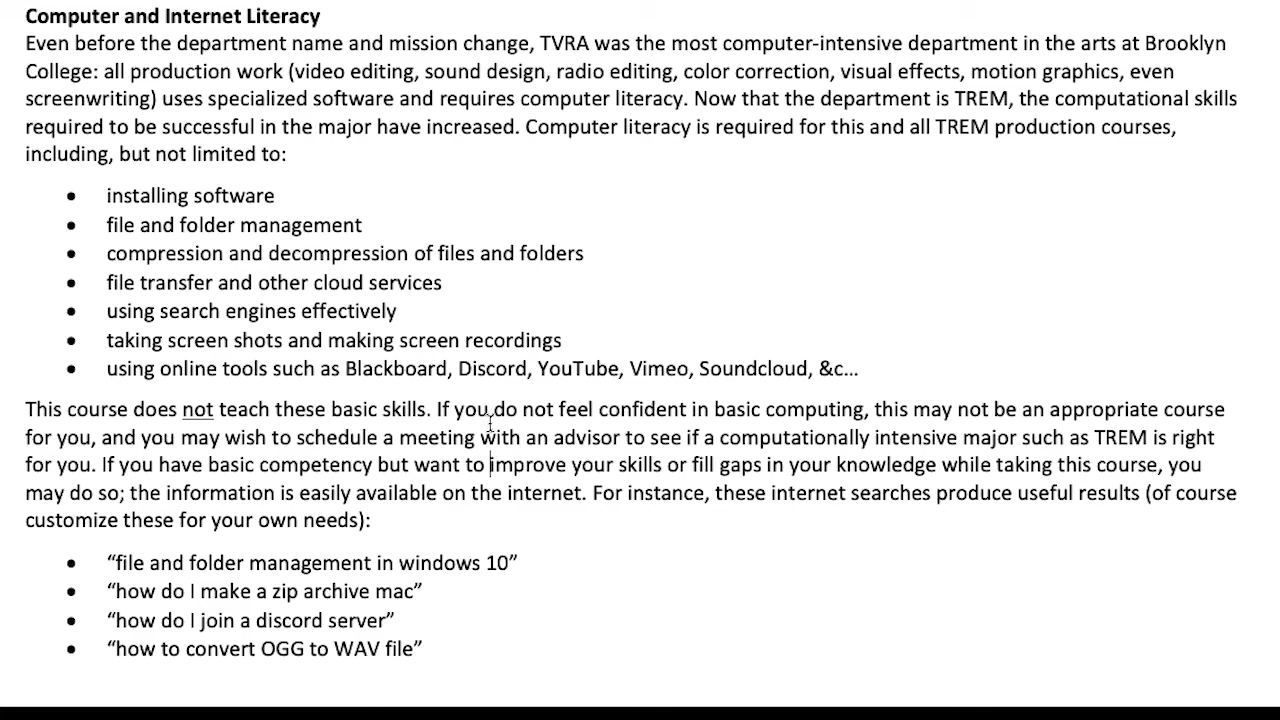 Computer and Internet Literacy
Even before the department name and mission change, TVRA was the most computer-intensive department in the arts at Brooklyn
College: all production work (video editing, sound design, radio editing, color correction, visual effects, motion graphics, even
screenwriting) uses specialized software and requires computer literacy. Now that the department is TREM, the computational skills
required to be successful in the major have increased. Computer literacy is required for this and all TREM production courses,
including, but not limited to:
• installing software
• file and folder management
• compression and decompression of files and folders
• file transfer and other cloud services
• using search engines effectively
• taking screen shots and making screen recordings
• using online tools such as Blackboard, Discord, YouTube, Vimeo, Soundcloud, &c...
This course does not teach these basic skills. If you do not feel confident in basic computing, this may not be an appropriate course
for you, and you may wish to schedule a meeting with an advisor to see if a computationally intensive major such as TREM is right
for you. If you have basic competency but want to improve your skills or fill gaps in your knowledge while taking this course, you
may do so; the information is easily available on the internet. For instance, these internet searches produce useful results (of course
customize these for your own needs):
• “file and folder management in windows 10”
• “how do I make a zip archive mac”
• “how do I join a discord server”
• “how to convert OGG to WAV file”